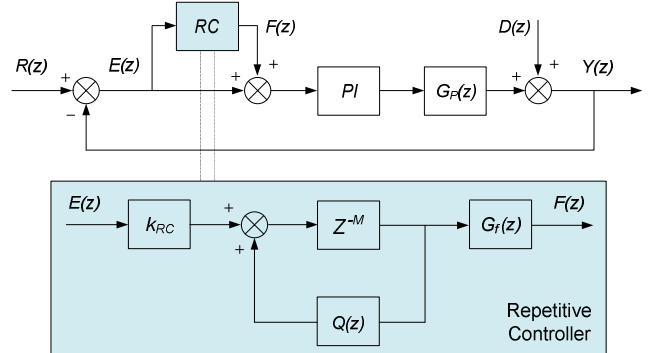 RC
F(z)
D(z)
R(z)
+
E(z)
+
+
PI
G_P(z)
+
+
Y(z)
−
E(z)
k_RC
+
+
Z^-M
G_f(z)
F(z)
Q(z)
Repetitive
Controller